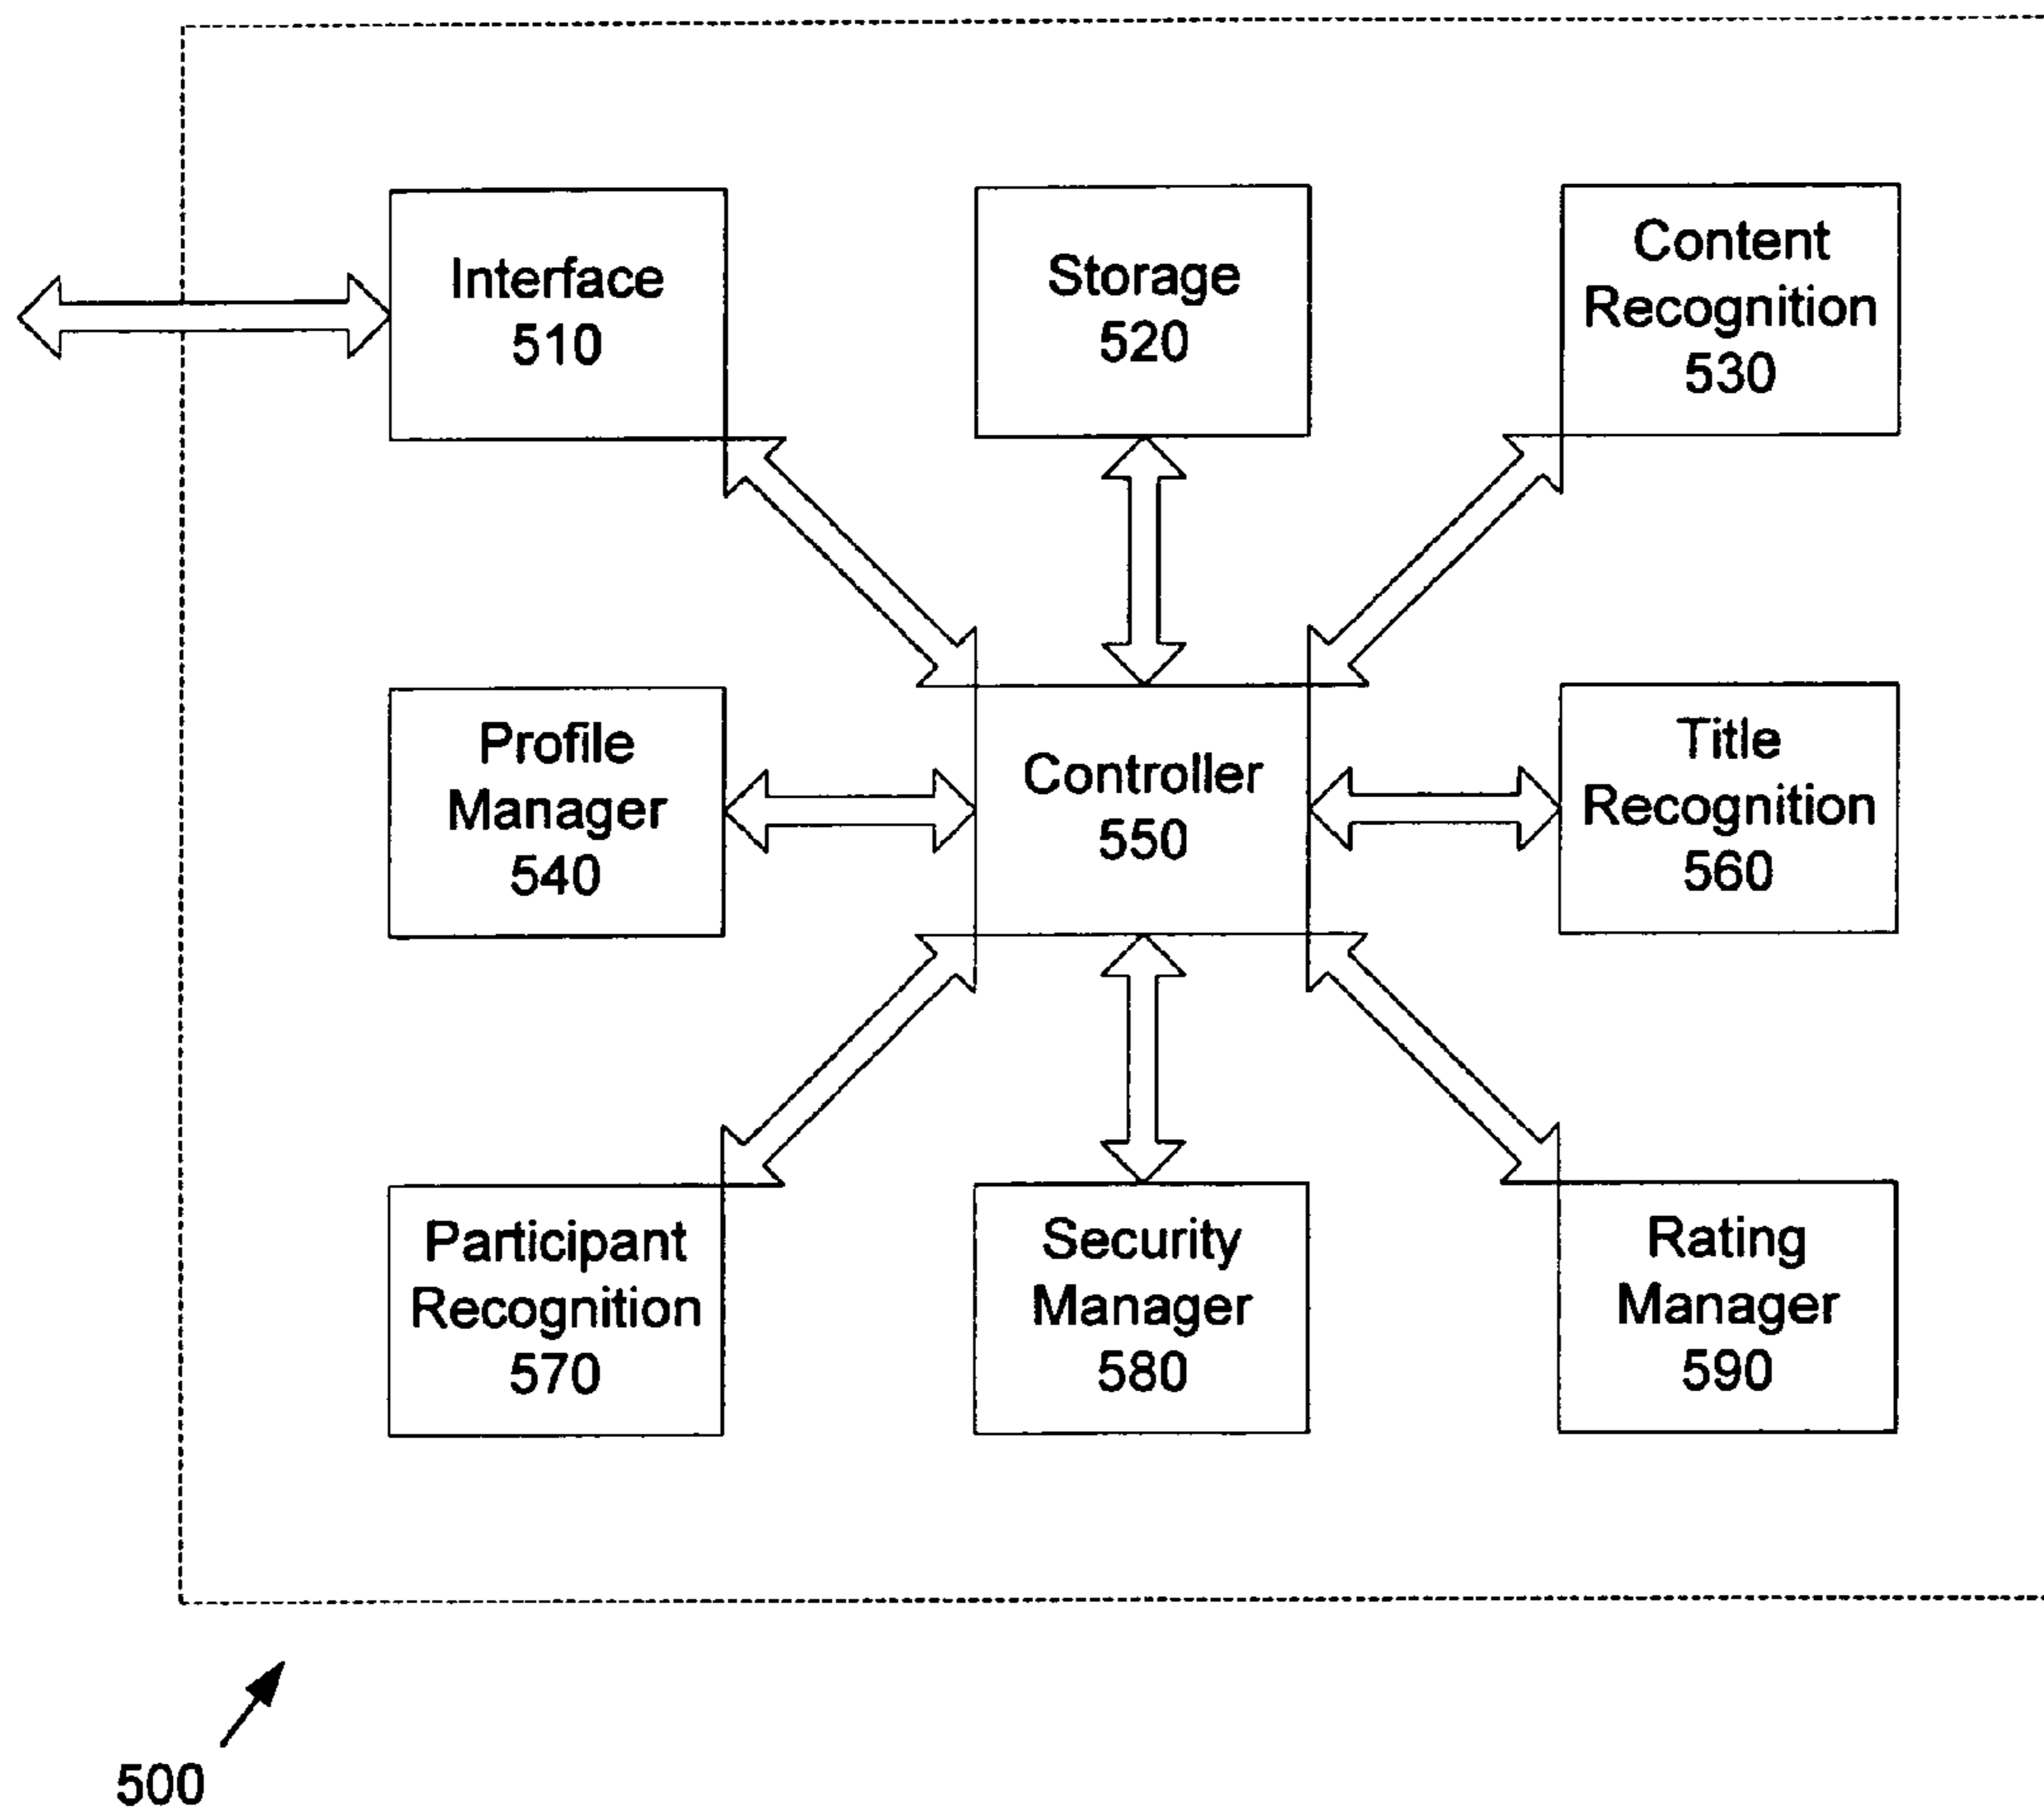 Interface
510
Storage
520
Content
Recognition
530
Profile
Manager
540
Controller
550
Title
Recognition
560
Participant
Recognition
570
Security
Manager
580
Rating
Manager
590
500